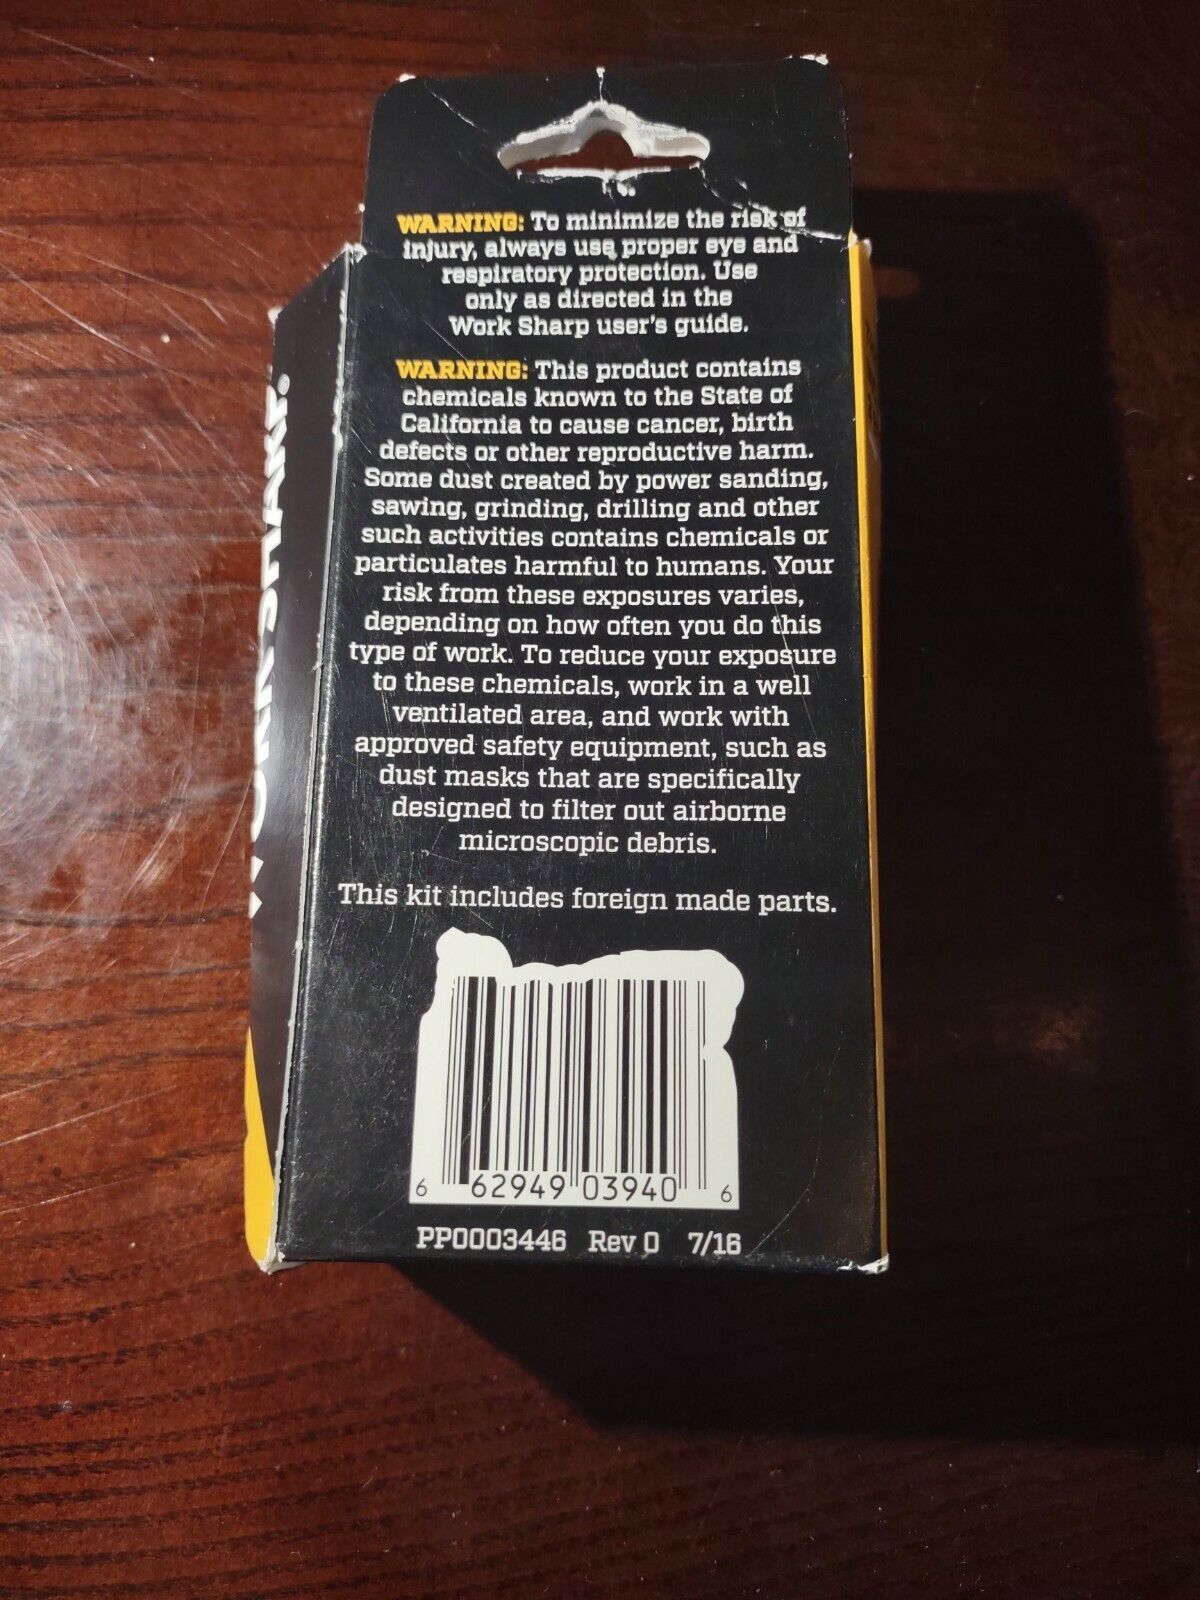 WARNING: To minimize the risk of
injury, always use proper eye and
respiratory protection. Use
only as directed in the
Work Sharp user's guide.
WARNING: This product contains
chemicals known to the State of
California to cause cancer, birth
defects or other reproductive harm.
Some dust created by power sanding,
sawing, grinding, drilling and other
such activities contains chemicals or
particulates harmful to humans. Your
risk from these exposures varies,
depending on how often you do this
type of work. To reduce your exposure
to these chemicals, work in a well
ventilated area, and work with
approved safety equipment, such as
dust masks that are specifically
designed to filter out airborne
microscopic debris.
This kit includes foreign made parts.
6 62949 03940 6
PP0003446 Rev 0 7/16
WORK SHARP®